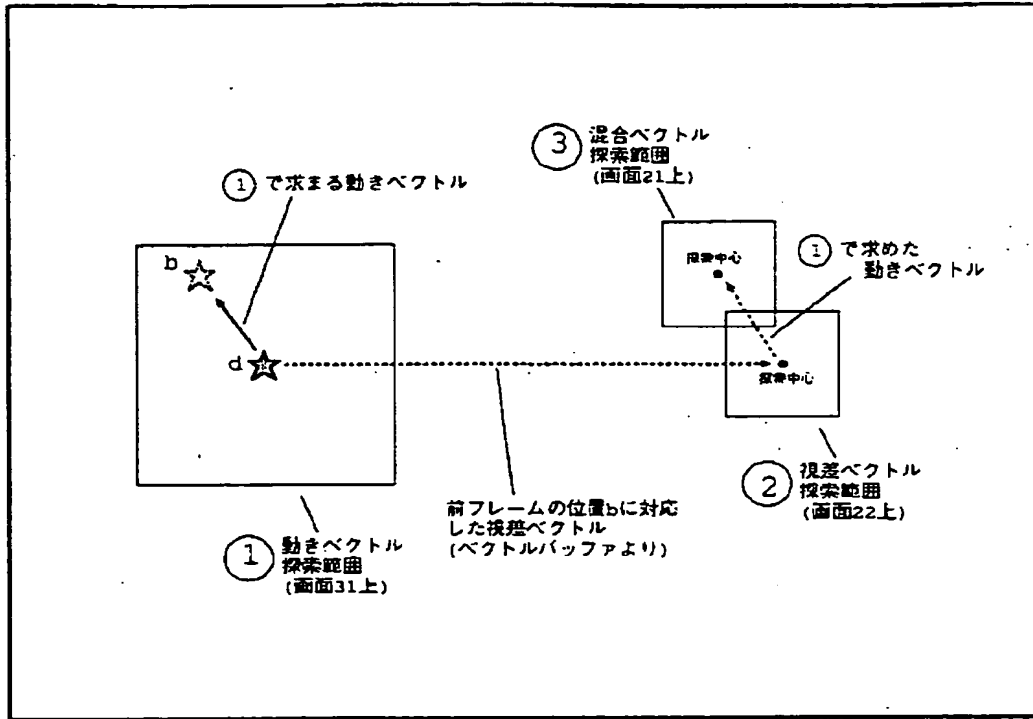 ③ 混合ベクトル
探索範囲
(画面21上)
① で求まる動きベクトル
b
d
探索中心
① で求めた
動きベクトル
探索中心
② 視差ベクトル
探索範囲
(画面22上)
前フレームの位置bに対応
した視差ベクトル
(ベクトルバッファより)
① 動きベクトル
探索範囲
(画面31上)